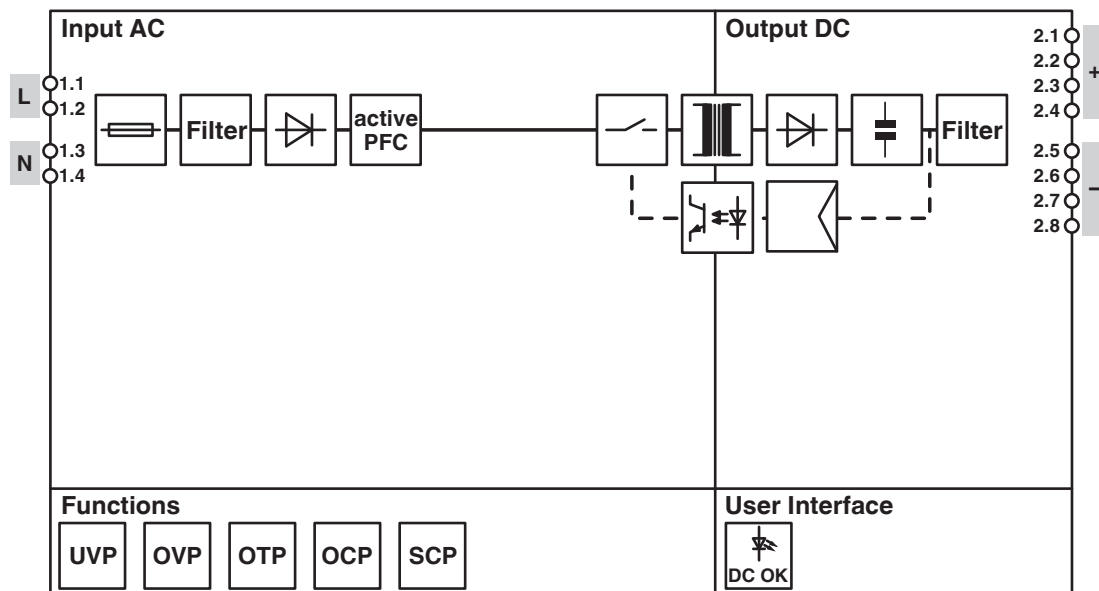 Input AC
Output DC
L
1.1
1.2
N
1.3
1.4
Filter
active
PFC
Filter
2.1
2.2
2.3
2.4
+
2.5
2.6
2.7
2.8
–
Functions
UVP
OVP
OTP
OCP
SCP
User Interface
DC OK